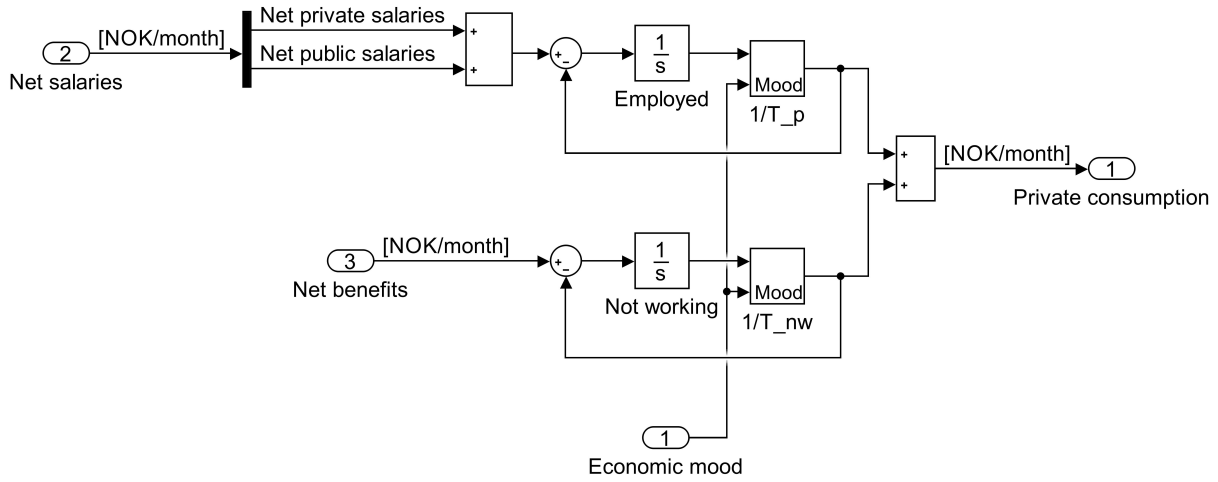 Net private salaries
[NOK/month]
+
2
Net public salaries
+
Net salaries
+
−
1
s
Employed
Mood
1/T_p
+
+
[NOK/month]
1
Private consumption
[NOK/month]
3
Net benefits
+
−
1
s
Not working
Mood
1/T_nw
1
Economic mood